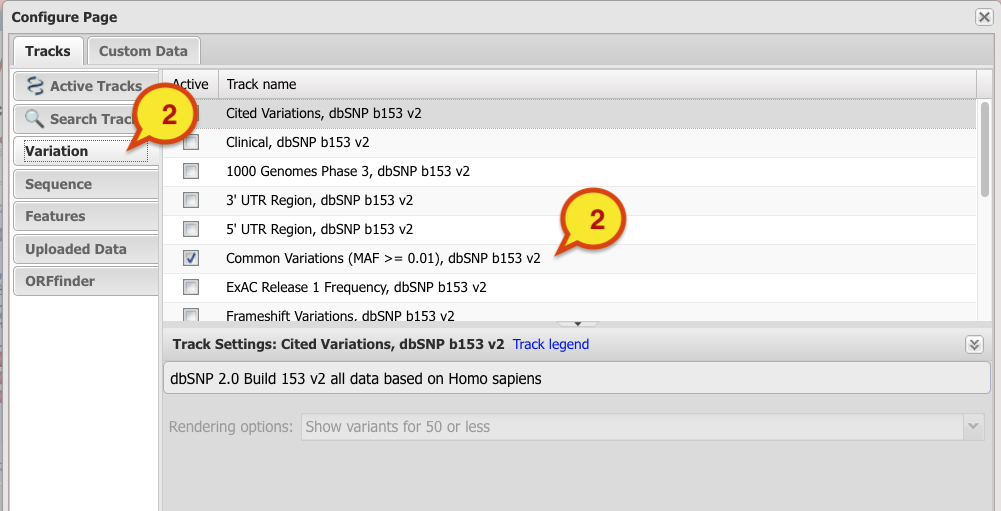 Configure Page
Tracks
Custom Data
Active Tracks
Search
Variation
Sequence
Features
Uploaded Data
ORFfinder
2
Active Track name
Cited Variations, dbSNP b153 v2
Clinical, dbSNP b153 v2
1000 Genomes Phase 3, dbSNP b153 v2
3' UTR Region, dbSNP b153 v2
5' UTR Region, dbSNP b153 v2
Common Variations (MAF >= 0.01), dbSNP b153 v2
2
ExAC Release 1 Frequency, dbSNP b153 v2
Frameshift Variations, dbSNP b153 v2
Track Settings: Cited Variations, dbSNP b153 v2 Track legend
dbSNP 2.0 Build 153 v2 all data based on Homo sapiens
Rendering options: Show variants for 50 or less